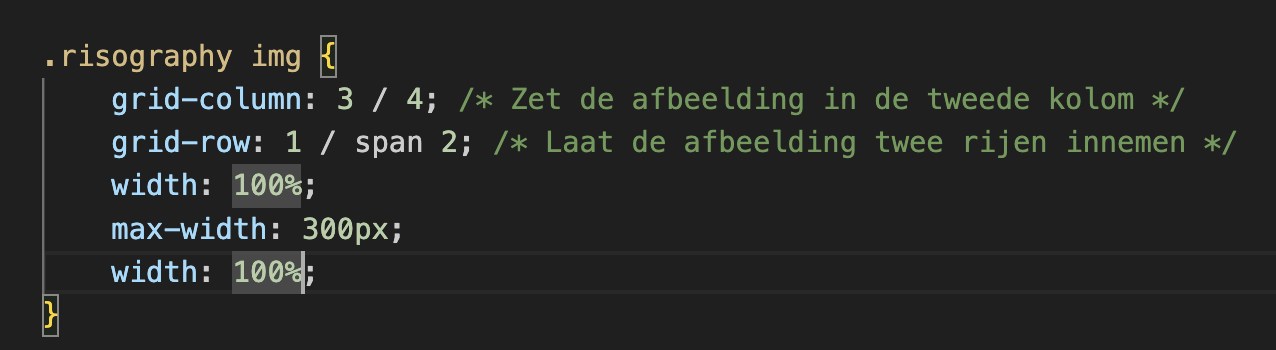 .risography img {
grid-column: 3 / 4; /* Zet de afbeelding in de tweede kolom */
grid-row: 1 / span 2; /* Laat de afbeelding twee rijen innemen */
width: 100%;
max-width: 300px;
width: 100%;
}